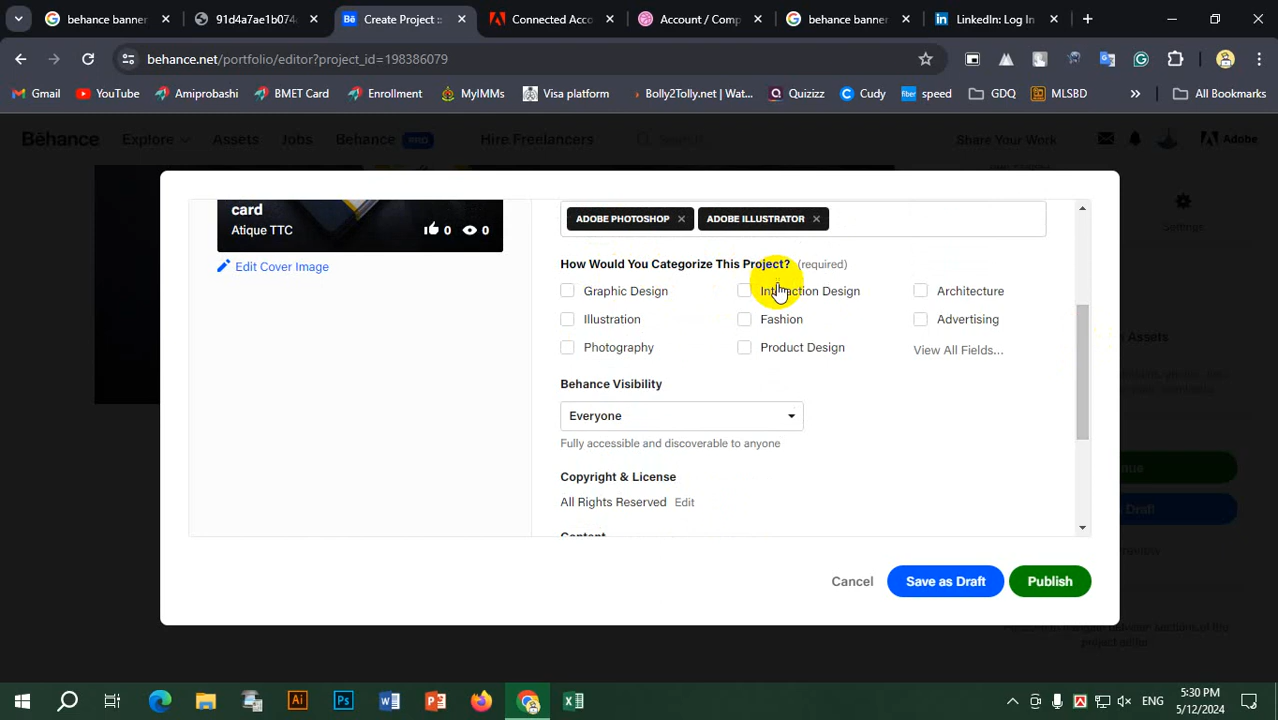 behance banner
91d4a7ae1b074
Create Project ::
Connected Acco
Account / Comp
behance banner
LinkedIn: Log In
behance.net/portfolio/editor?project_id=198386079
Gmail
YouTube
Amiprobashi
BMET Card
Enrollment
MyIMMs
Visa platform
Bolly2Tolly.net | Wat...
Quizizz
Cudy
speed
GDQ
MLSBD
All Bookmarks
Bēhance
Explore
Assets
Jobs
Behance PRO
Hire Freelancers
Search
Share Your Work
Adobe
card
Atique TTC
0
0
Edit Cover Image
ADOBE PHOTOSHOP
ADOBE ILLUSTRATOR
How Would You Categorize This Project? (required)
Graphic Design
Interaction Design
Architecture
Illustration
Fashion
Advertising
Photography
Product Design
View All Fields...
Behance Visibility
Everyone
Fully accessible and discoverable to anyone
Copyright & License
All Rights Reserved Edit
Content
Cancel
Save as Draft
Publish
Settings
Assets
ENG
5:30 PM
5/12/2024